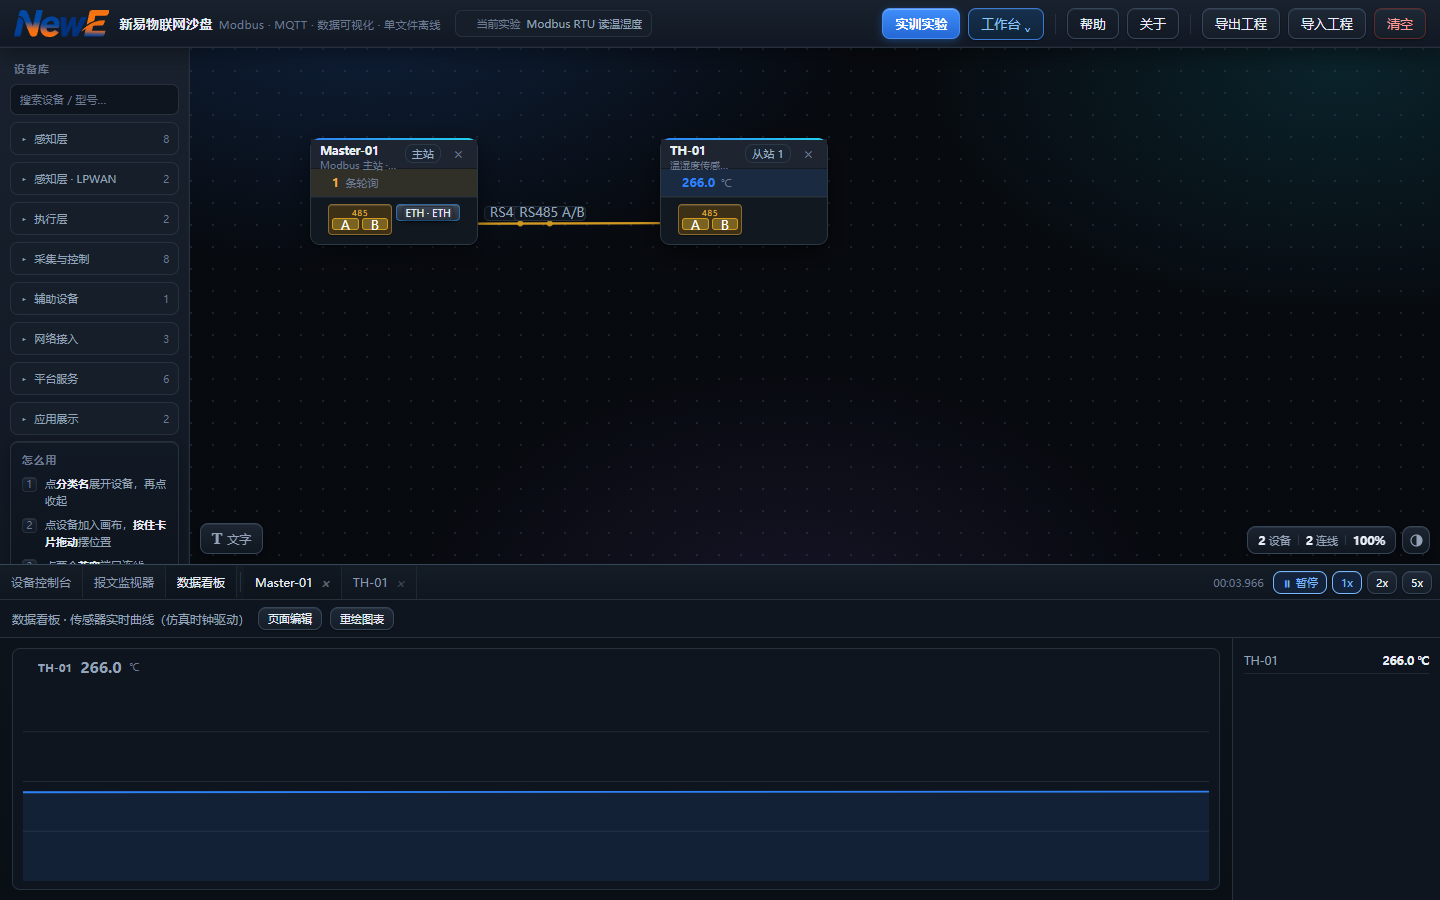 NewE 新易物联网沙盘 Modbus · MQTT · 数据可视化 · 单文件离线 当前实验 Modbus RTU 读温湿度 实训实验 工作台 帮助 关于 导出工程 导入工程 清空
设备库
搜索设备 / 型号...
感知层 8
感知层 · LPWAN 2
执行层 2
采集与控制 8
辅助设备 1
网络接入 3
平台服务 6
应用展示 2
怎么用
1 点分类名展开设备，再点
收起
2 点设备加入画布，按住卡
片拖动摆位置
Master-01 主站 ×
Modbus 主站 ·...
1 条轮询
485
A B
ETH · ETH
RS4 RS485 A/B
TH-01 从站 1 ×
温湿度传感...
266.0 ℃
485
A B
T 文字
2 设备 2 连线 100%
设备控制台 报文监视器 数据看板 Master-01 × TH-01 × 00:03.966 暂停 1x 2x 5x
数据看板 · 传感器实时曲线（仿真时钟驱动） 页面编辑 重绘图表
TH-01 266.0 ℃
TH-01 266.0 ℃